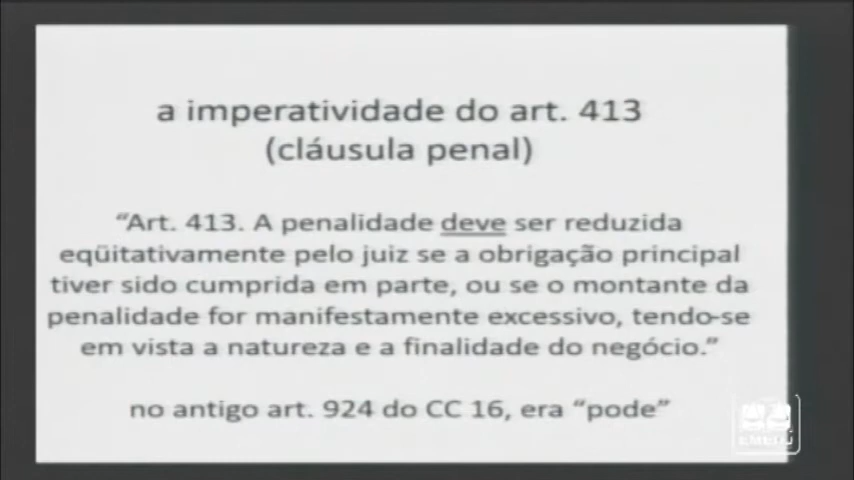 a imperatividade do art. 413
(cláusula penal)
“Art. 413. A penalidade deve ser reduzida
eqüitativamente pelo juiz se a obrigação principal
tiver sido cumprida em parte, ou se o montante da
penalidade for manifestamente excessivo, tendo-se
em vista a natureza e a finalidade do negócio.”
no antigo art. 924 do CC 16, era “pode”